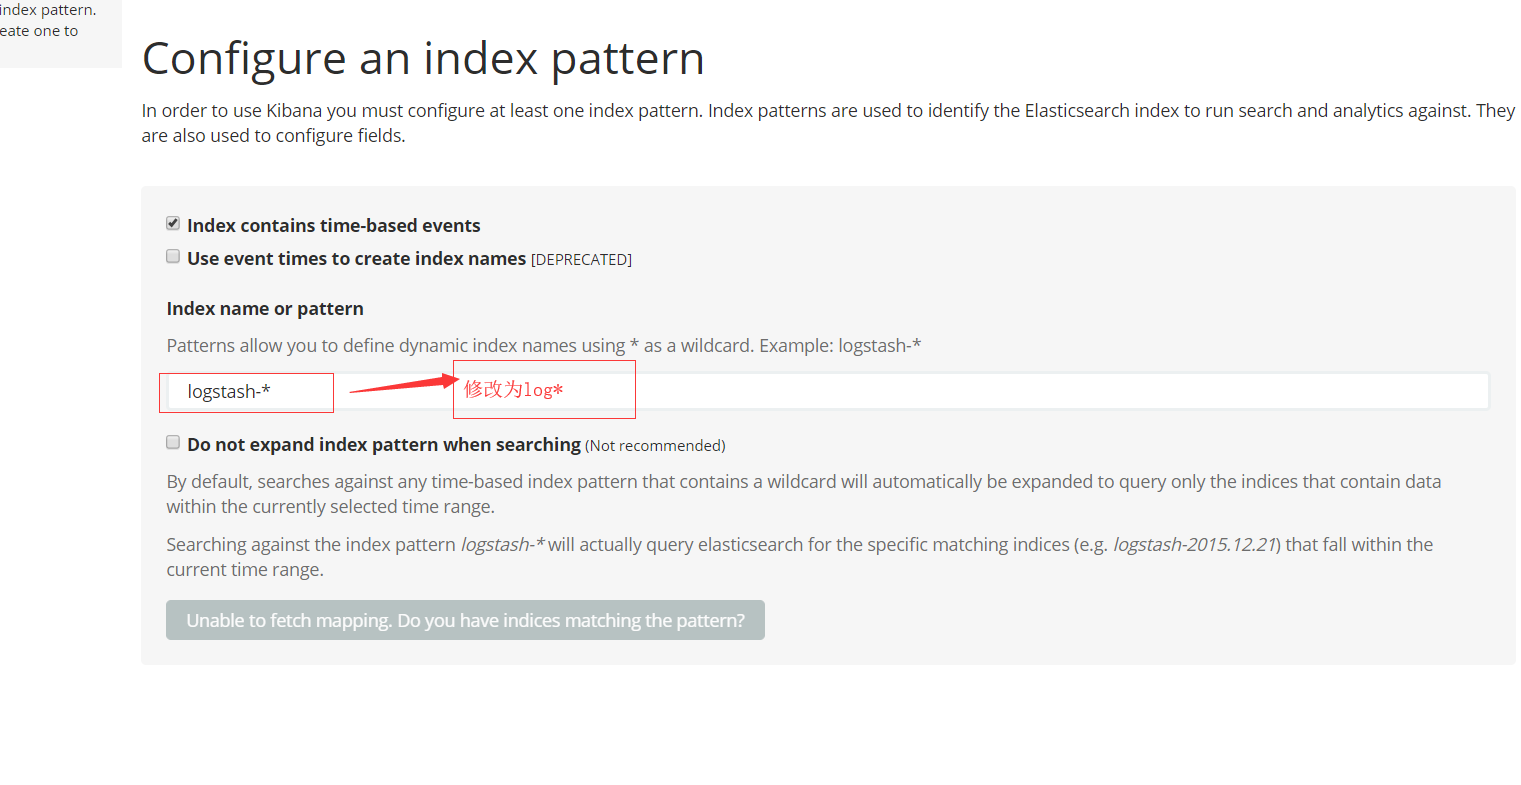 index pattern.
eate one to
Configure an index pattern
In order to use Kibana you must configure at least one index pattern. Index patterns are used to identify the Elasticsearch index to run search and analytics against. They
are also used to configure fields.
Index contains time-based events
Use event times to create index names [DEPRECATED]
Index name or pattern
Patterns allow you to define dynamic index names using * as a wildcard. Example: logstash-*
logstash-* 修改为log*
Do not expand index pattern when searching (Not recommended)
By default, searches against any time-based index pattern that contains a wildcard will automatically be expanded to query only the indices that contain data
within the currently selected time range.
Searching against the index pattern logstash-* will actually query elasticsearch for the specific matching indices (e.g. logstash-2015.12.21) that fall within the
current time range.
Unable to fetch mapping. Do you have indices matching the pattern?